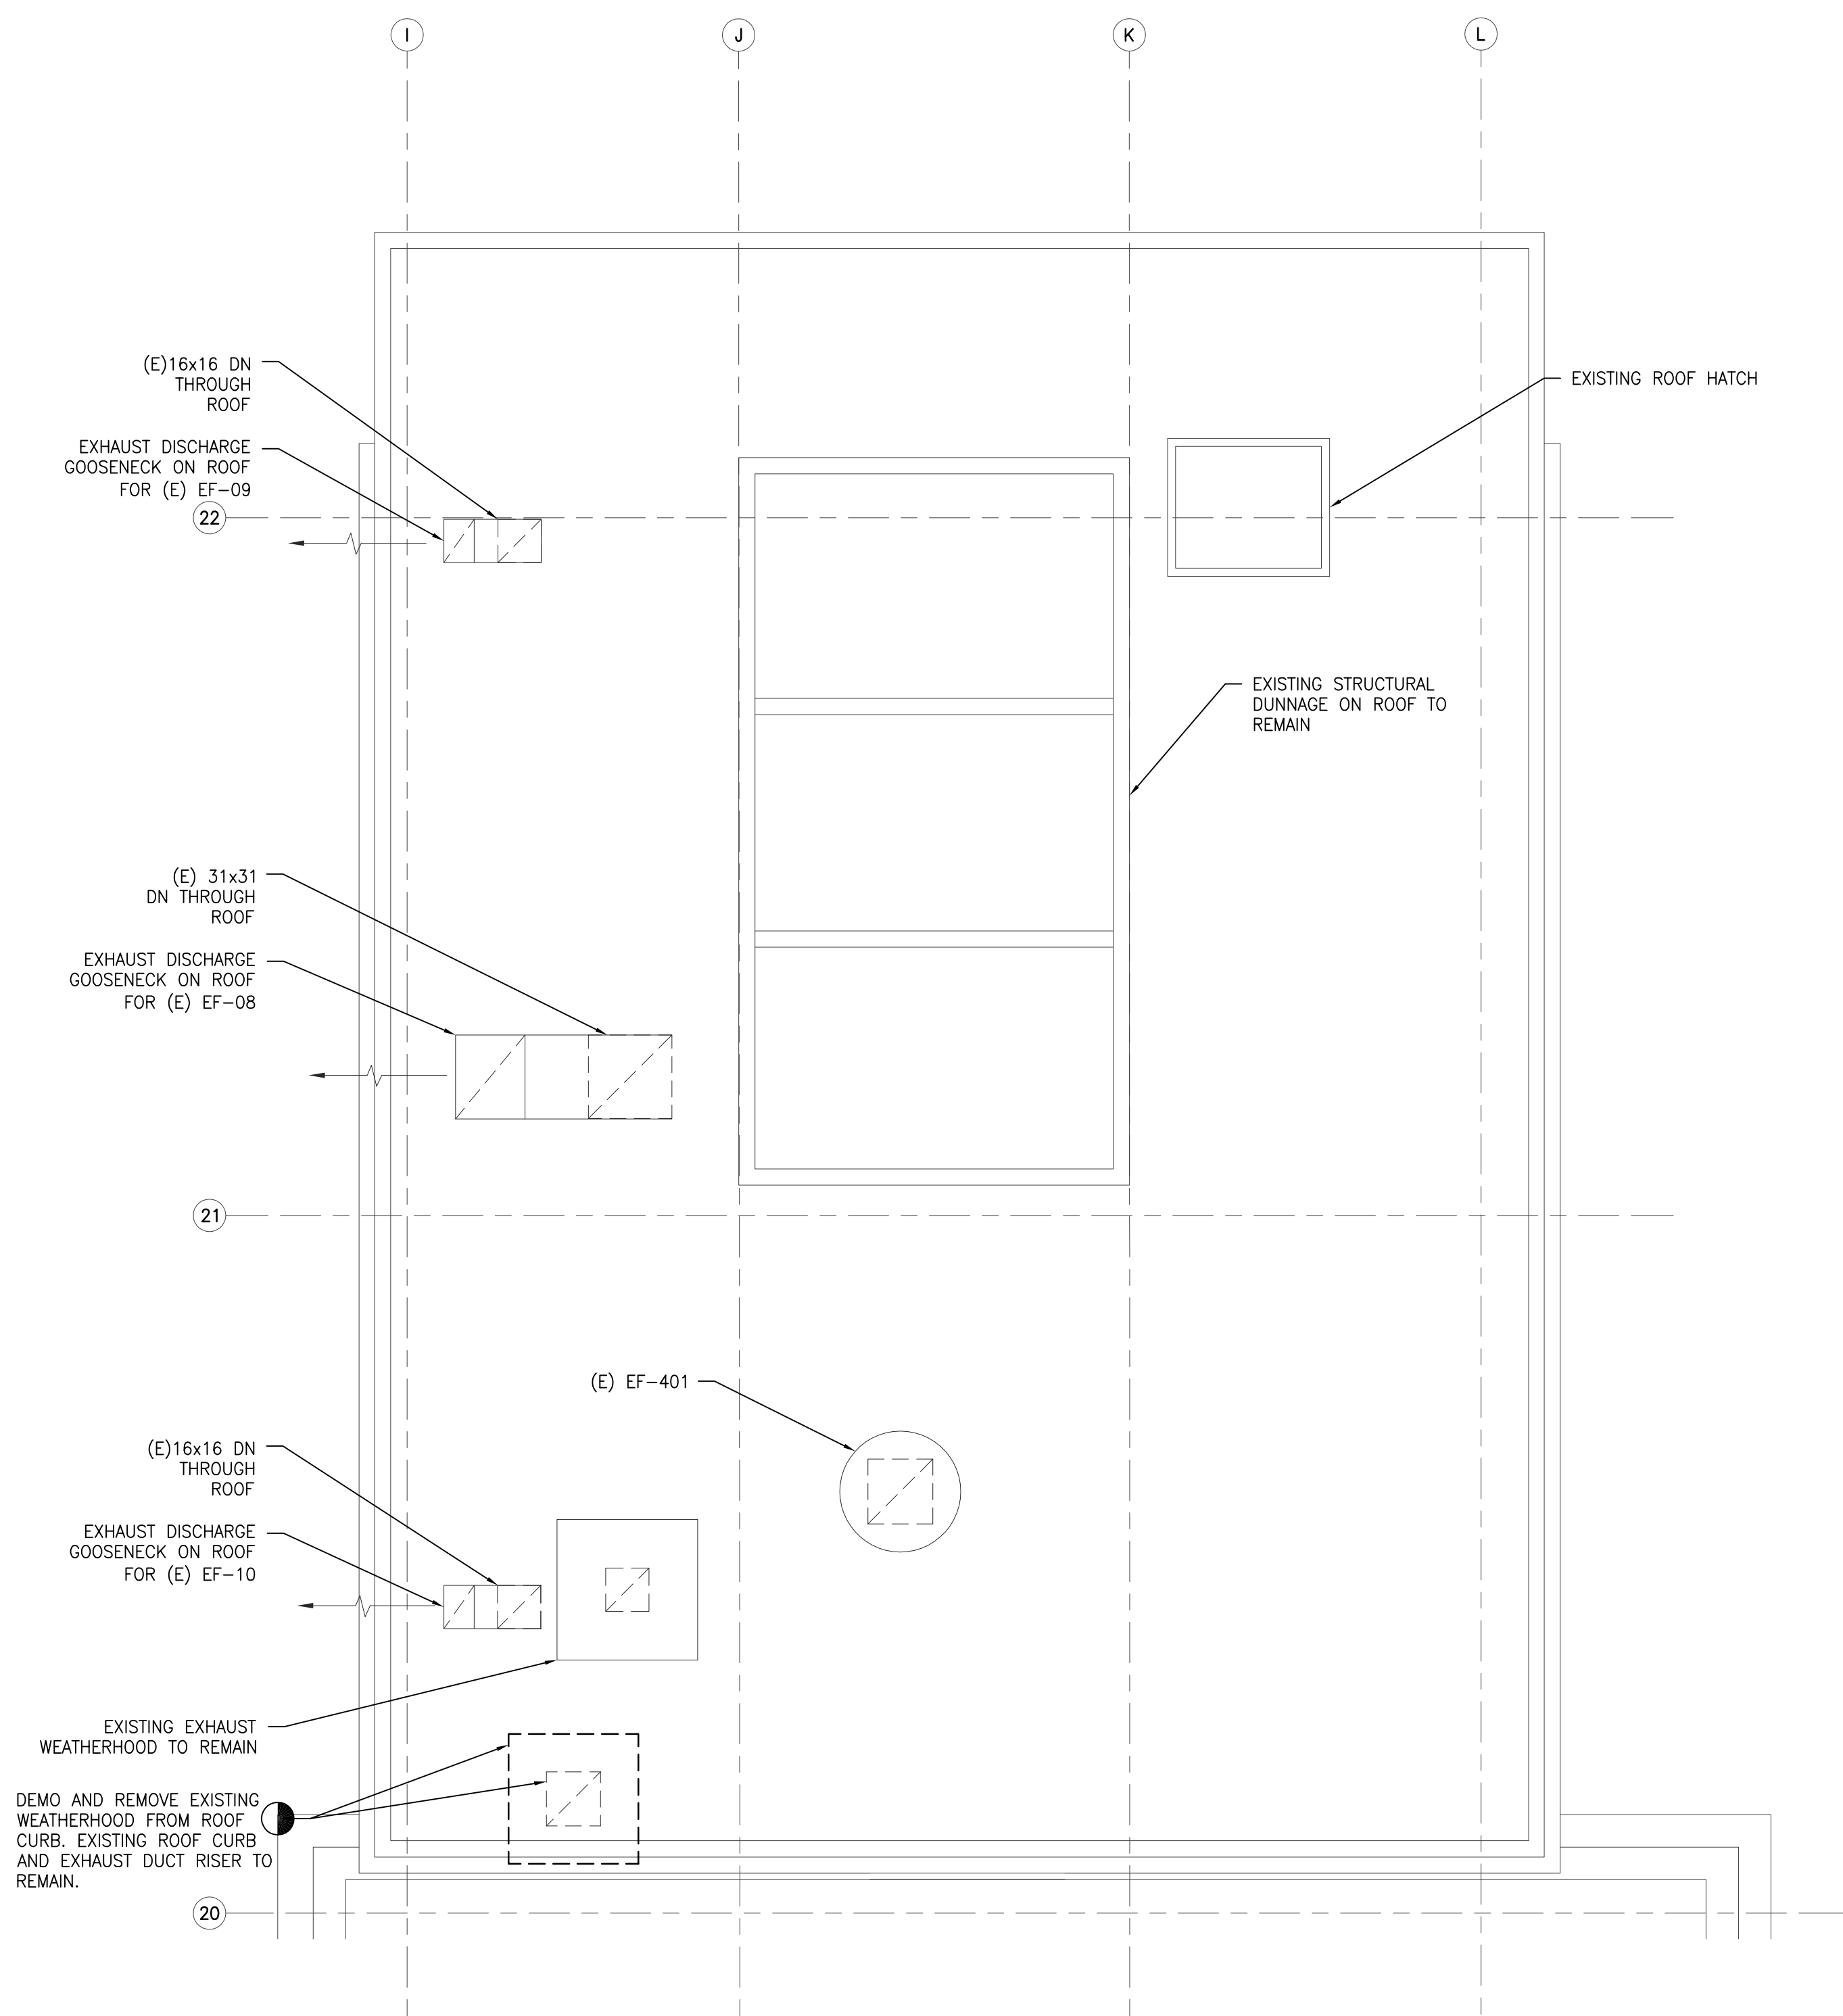 I
J
K
L
(E)16x16 DN
THROUGH
ROOF
EXISTING ROOF HATCH
EXHAUST DISCHARGE
GOOSENECK ON ROOF
FOR (E) EF-09
22
EXISTING STRUCTURAL
DUNNAGE ON ROOF TO
REMAIN
(E) 31x31
DN THROUGH
ROOF
EXHAUST DISCHARGE
GOOSENECK ON ROOF
FOR (E) EF-08
21
(E) EF-401
(E)16x16 DN
THROUGH
ROOF
EXHAUST DISCHARGE
GOOSENECK ON ROOF
FOR (E) EF-10
EXISTING EXHAUST
WEATHERHOOD TO REMAIN
DEMO AND REMOVE EXISTING
WEATHERHOOD FROM ROOF
CURB. EXISTING ROOF CURB
AND EXHAUST DUCT RISER TO
REMAIN.
20